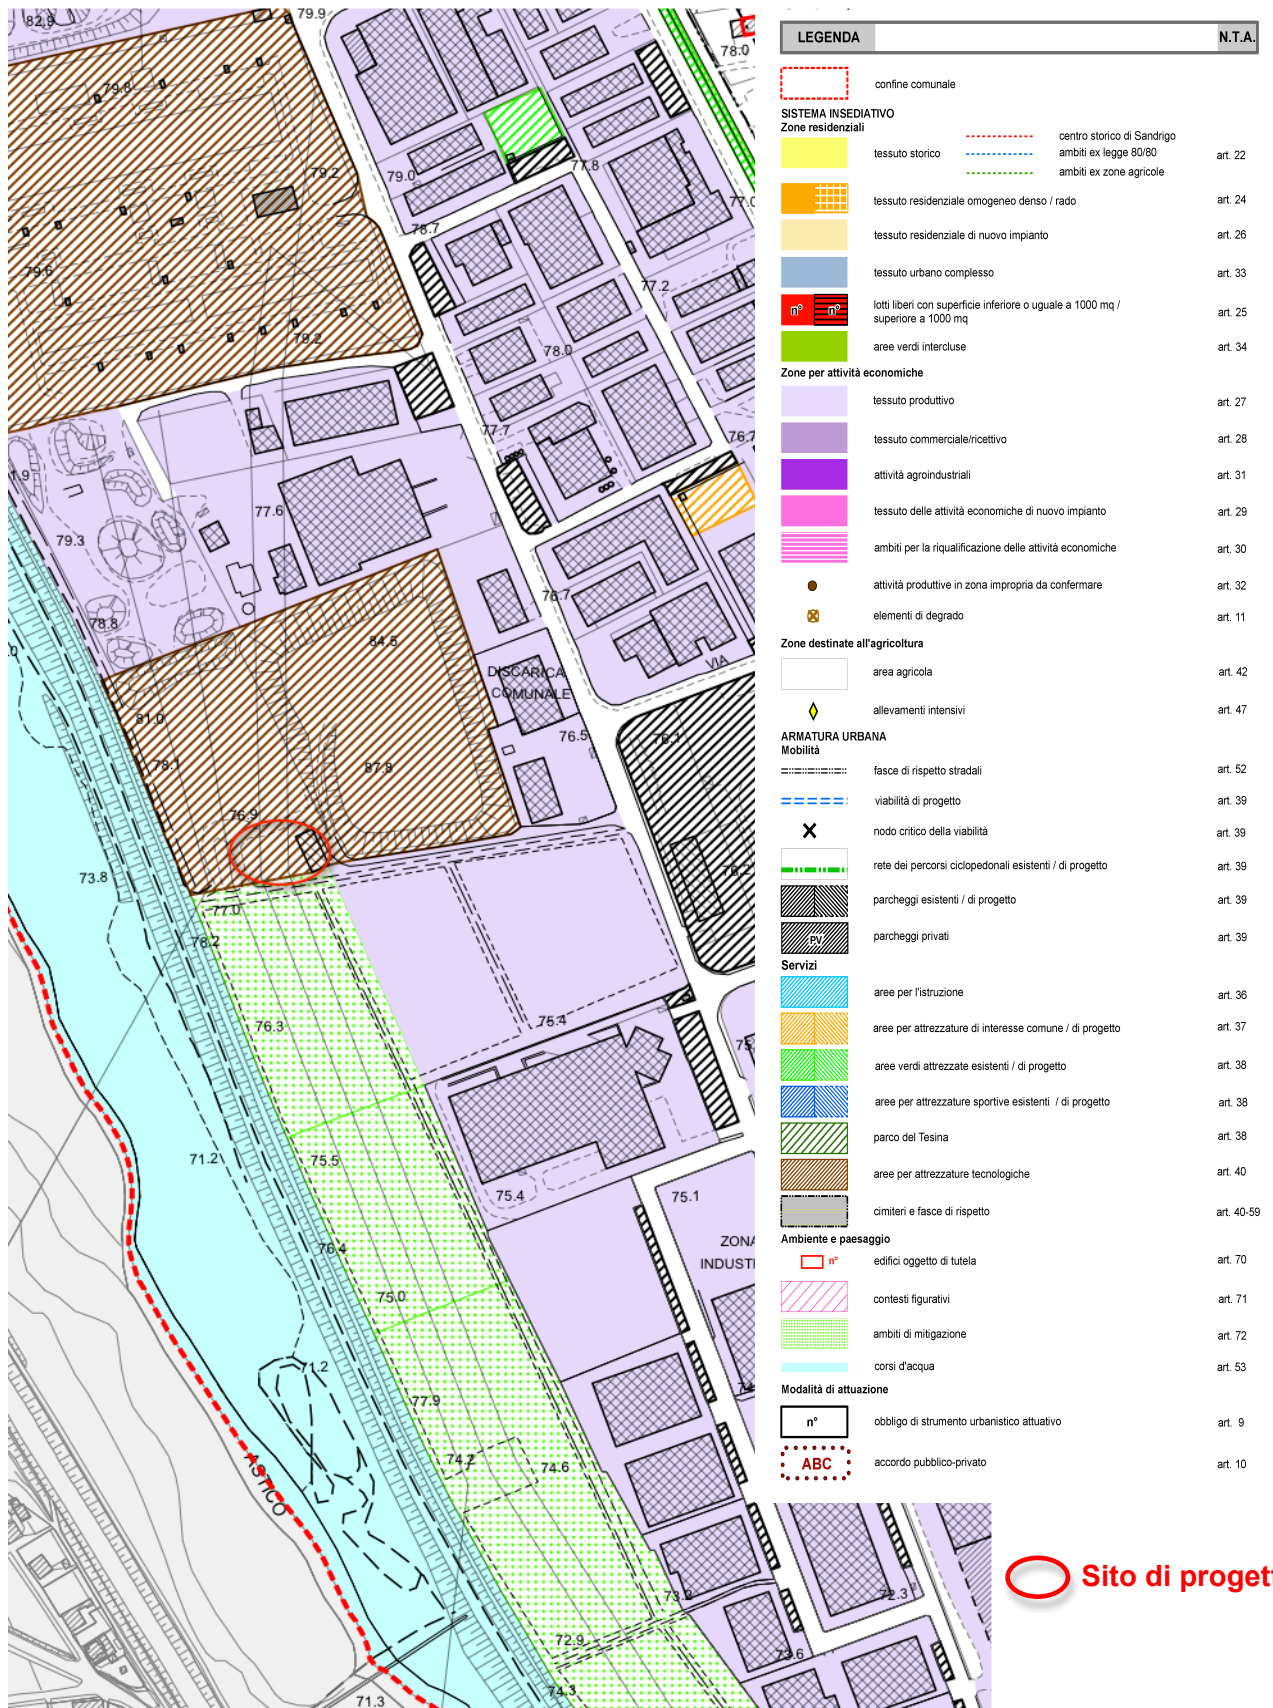 LEGENDA N.T.A.
confine comunale
SISTEMA INSEDIATIVO
Zone residenziali
centro storico di Sandrigo
tessuto storico ambiti ex legge 80/80 art. 22
ambiti ex zone agricole
tessuto residenziale omogeneo denso / rado art. 24
tessuto residenziale di nuovo impianto art. 26
tessuto urbano complesso art. 33
n° n° lotti liberi con superficie inferiore o uguale a 1000 mq /
superiore a 1000 mq art. 25
aree verdi intercluse art. 34
Zone per attività economiche
tessuto produttivo art. 27
tessuto commerciale/ricettivo art. 28
attività agroindustriali art. 31
tessuto delle attività economiche di nuovo impianto art. 29
ambiti per la riqualificazione delle attività economiche art. 30
attività produttive in zona impropria da confermare art. 32
elementi di degrado art. 11
Zone destinate all'agricoltura
area agricola art. 42
allevamenti intensivi art. 47
ARMATURA URBANA
Mobilità
fasce di rispetto stradali art. 52
viabilità di progetto art. 39
nodo critico della viabilità art. 39
rete dei percorsi ciclopedonali esistenti / di progetto art. 39
parcheggi esistenti / di progetto art. 39
PV parcheggi privati art. 39
Servizi
aree per l'istruzione art. 36
aree per attrezzature di interesse comune / di progetto art. 37
aree verdi attrezzate esistenti / di progetto art. 38
aree per attrezzature sportive esistenti / di progetto art. 38
parco del Tesina art. 38
aree per attrezzature tecnologiche art. 40
cimiteri e fasce di rispetto art. 40-59
Ambiente e paesaggio
n° edifici oggetto di tutela art. 70
contesti figurativi art. 71
ambiti di mitigazione art. 72
corsi d'acqua art. 53
Modalità di attuazione
n° obbligo di strumento urbanistico attuativo art. 9
ABC accordo pubblico-privato art. 10
Sito di proget
82.9
79.9
78.0
79.8
77.8
79.2
79.0
77.0
78.7
79.6
77.2
79.2
78.0
77.7
76.7
77.6
79.3
76.7
78.8
84.5
VIA
DISCARICA
COMUNALE
81.0
76.5
76.1
78.1
87.8
76.9
76.2
73.8
77.0
78.2
76.3
75.4
71.2
75.5
75.4
75.1
76.4
ZONA
INDUST
75.0
71.2
77.9
74.2
74.6
ASTICO
73.2
72.3
72.9
73.6
74.3
71.3